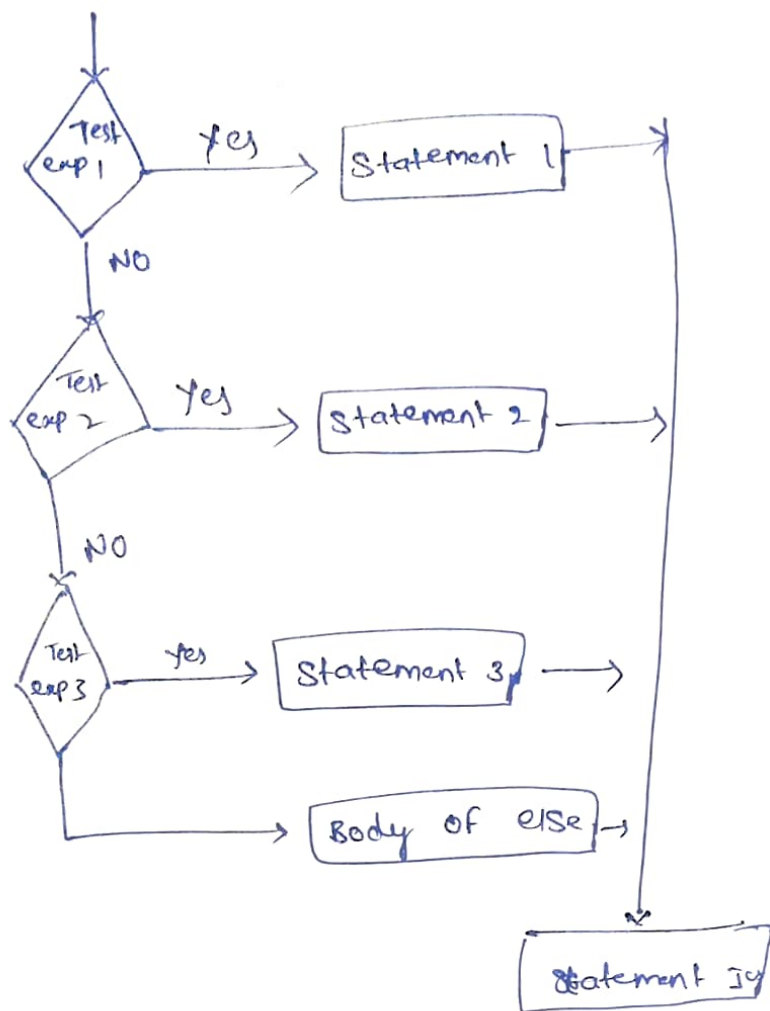 Test
exp 1
Yes
Statement 1
NO
Test
exp 2
Yes
Statement 2
NO
Test
exp 3
Yes
Statement 3
Body of else
Statement